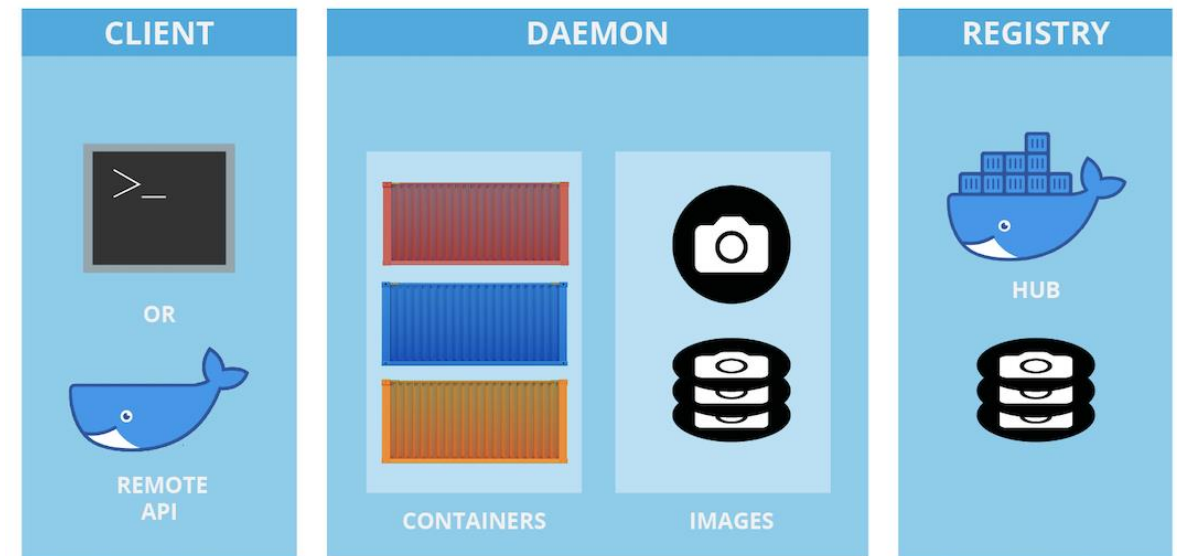 CLIENT
DAEMON
REGISTRY
>_
OR
HUB
REMOTE
API
CONTAINERS
IMAGES